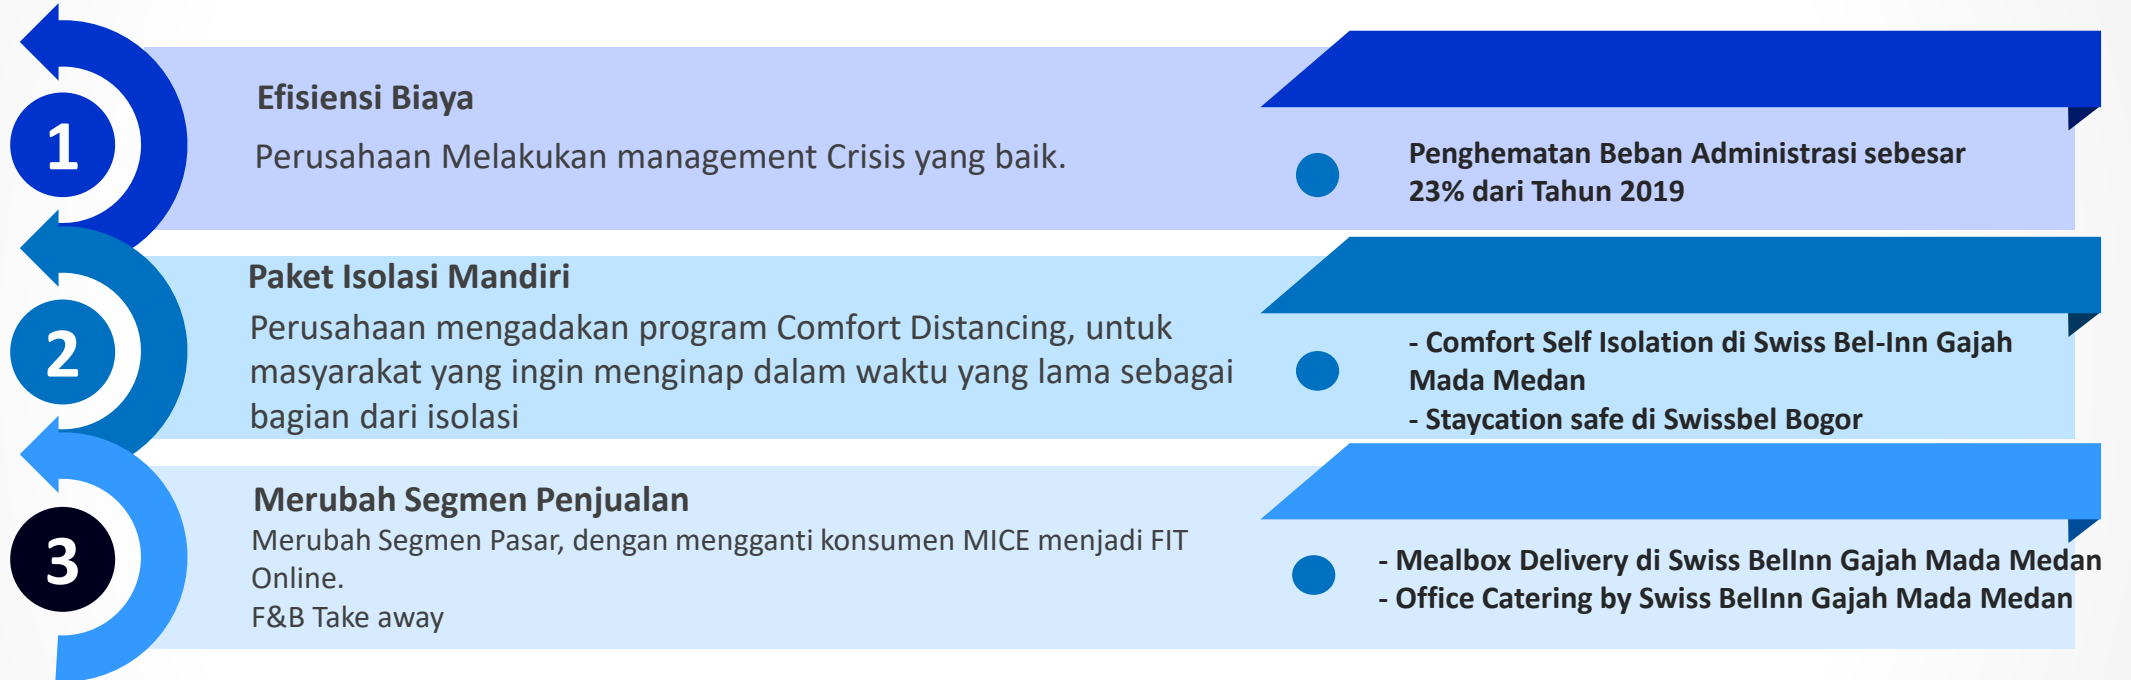 1
Efisiensi Biaya
Perusahaan Melakukan management Crisis yang baik.
Penghematan Beban Administrasi sebesar
23% dari Tahun 2019
2
Paket Isolasi Mandiri
Perusahaan mengadakan program Comfort Distancing, untuk
masyarakat yang ingin menginap dalam waktu yang lama sebagai
bagian dari isolasi
- Comfort Self Isolation di Swiss Bel-Inn Gajah
Mada Medan
- Staycation safe di Swissbel Bogor
3
Merubah Segmen Penjualan
Merubah Segmen Pasar, dengan mengganti konsumen MICE menjadi FIT
Online.
F&B Take away
- Mealbox Delivery di Swiss BelInn Gajah Mada Medan
- Office Catering by Swiss BelInn Gajah Mada Medan